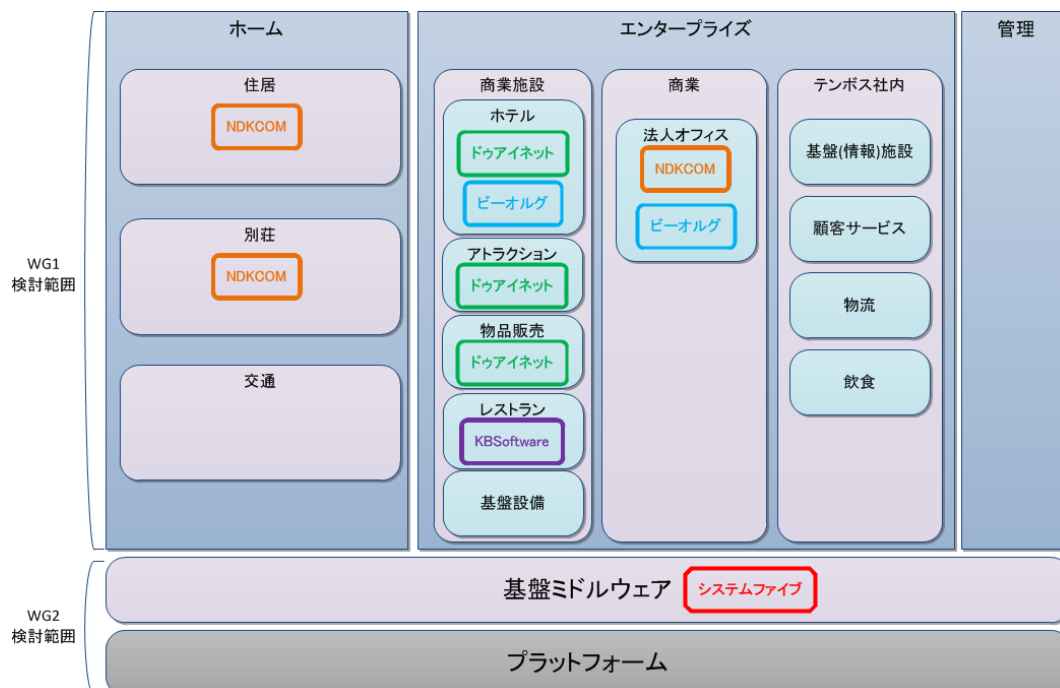 WG1
検討範囲
ホーム
住居
NDKCOM
別荘
NDKCOM
交通
エンタープライズ
商業施設
ホテル
ドゥアイネット
ビーオルグ
アトラクション
ドゥアイネット
物品販売
ドゥアイネット
レストラン
KBSoftware
基盤設備
商業
法人オフィス
NDKCOM
ビーオルグ
テンボス社内
基盤(情報)施設
顧客サービス
物流
飲食
管理
WG2
検討範囲
基盤ミドルウェア
システムファイブ
プラットフォーム